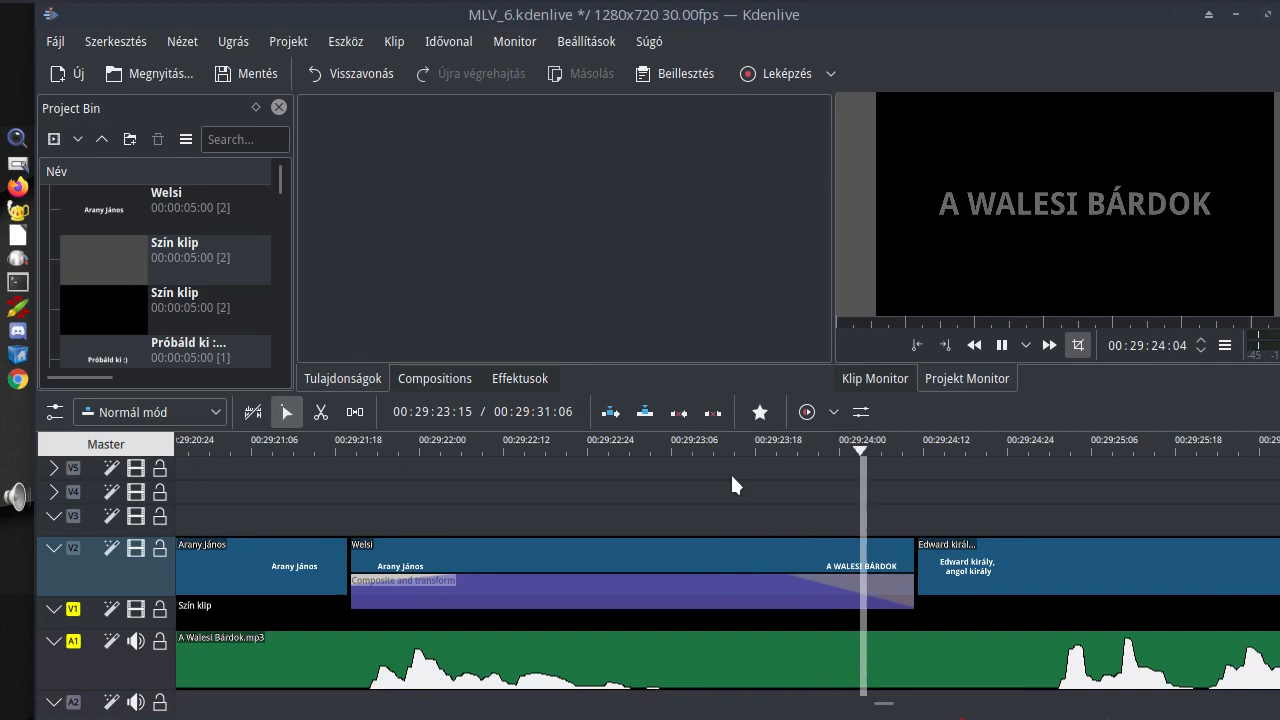 MLV_6.kdenlive */ 1280x720 30.00fps — Kdenlive
Fájl Szerkesztés Nézet Ugrás Projekt Eszköz Klip Idővonal Monitor Beállítások Súgó
Új Megnyitás... Mentés Visszavonás Újra végrehajtás Másolás Beillesztés Leképzés
Project Bin
Search...
Név
Welsi
00:00:05:00 [2]
Arany János
Szín klip
00:00:05:00 [2]
Szín klip
00:00:05:00 [2]
Próbáld ki :...
00:00:05:00 [1]
Próbáld ki :)
A WALESI BÁRDOK
00:29:24:04
-45
Tulajdonságok Compositions Effektusok
Klip Monitor Projekt Monitor
Normál mód
00:29:23:15 / 00:29:31:06
Master
:29:20:24 00:29:21:06 00:29:21:18 00:29:22:00 00:29:22:12 00:29:22:24 00:29:23:06 00:29:23:18 00:29:24:00 00:29:24:12 00:29:24:24 00:29:25:06 00:29:25:18 00:29
V5
V4
V3
V2
Arany János
Arany János
Welsi
Arany János
A WALESI BÁRDOK
Composite and transform
Edward királ...
Edward király,
angol király
V1
Szín klip
A1
A Walesi Bárdok.mp3
A2